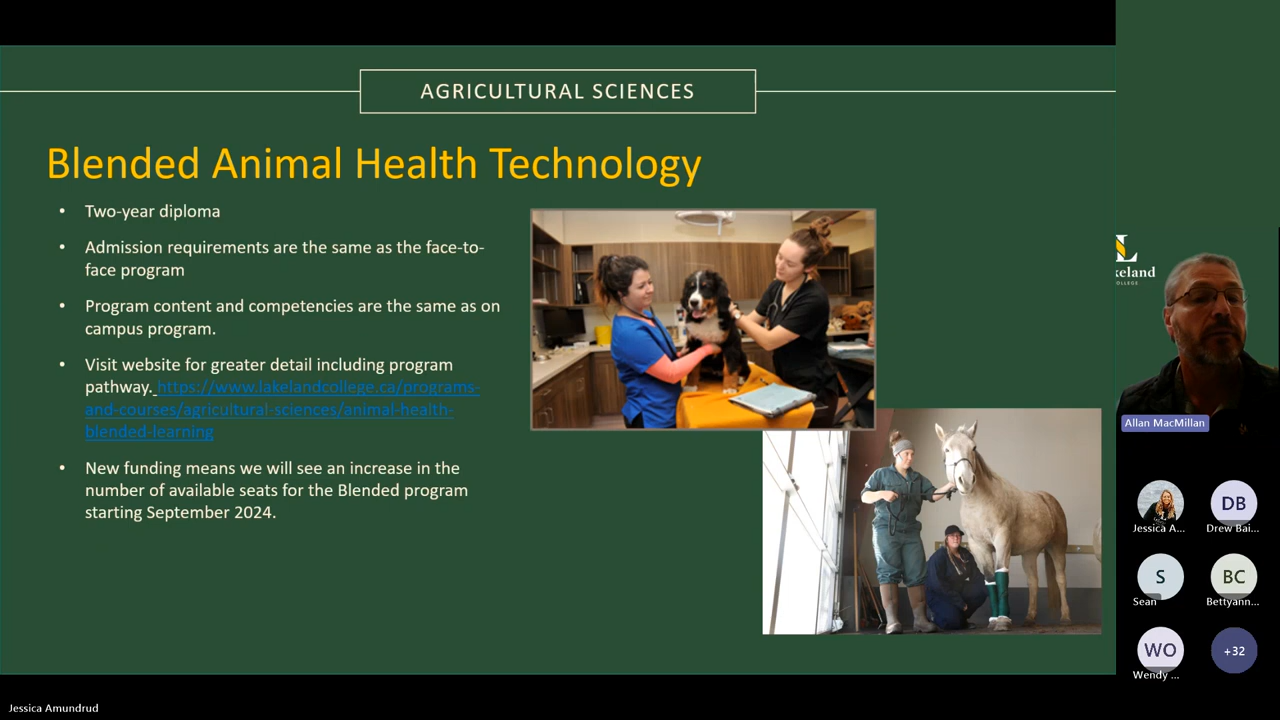 AGRICULTURAL SCIENCES
Blended Animal Health Technology
• Two-year diploma
• Admission requirements are the same as the face-to-
face program
• Program content and competencies are the same as on
campus program.
• Visit website for greater detail including program
pathway. https://www.lakelandcollege.ca/programs-
and-courses/agricultural-sciences/animal-health-
blended-learning
• New funding means we will see an increase in the
number of available seats for the Blended program
starting September 2024.
L
keland
OLLEGE
Allan MacMillan
Jessica A...
DB
Drew Bai...
S
Sean
BC
Bettyann...
WO
Wendy ...
+32
Jessica Amundrud